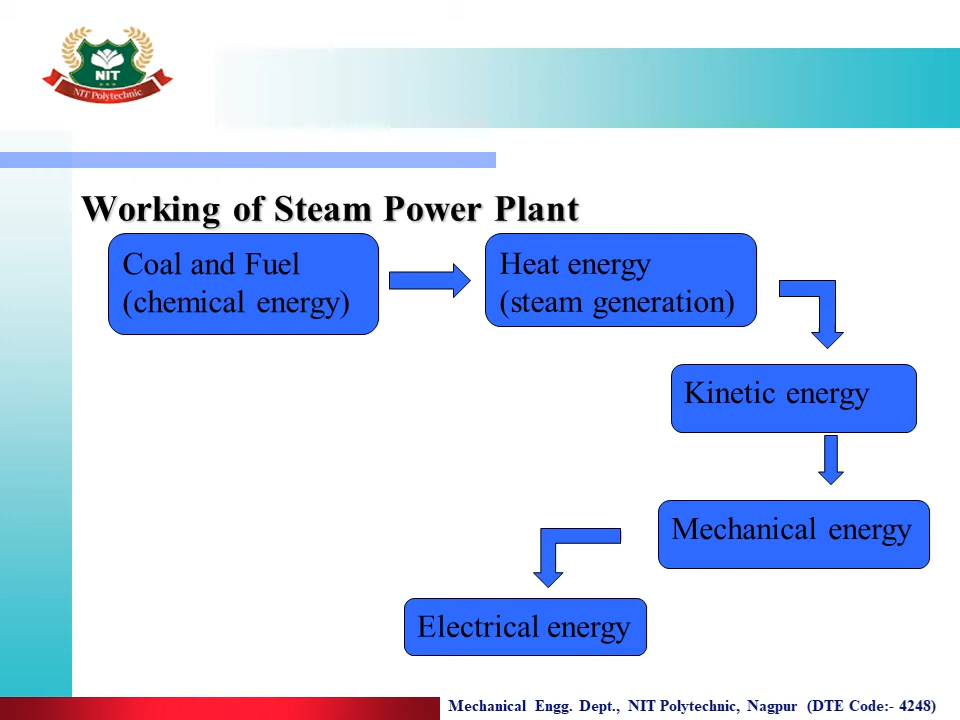 NIT
NIT Polytechnic
Working of Steam Power Plant
Coal and Fuel
(chemical energy)
Heat energy
(steam generation)
Kinetic energy
Mechanical energy
Electrical energy
Mechanical Engg. Dept., NIT Polytechnic, Nagpur (DTE Code:- 4248)